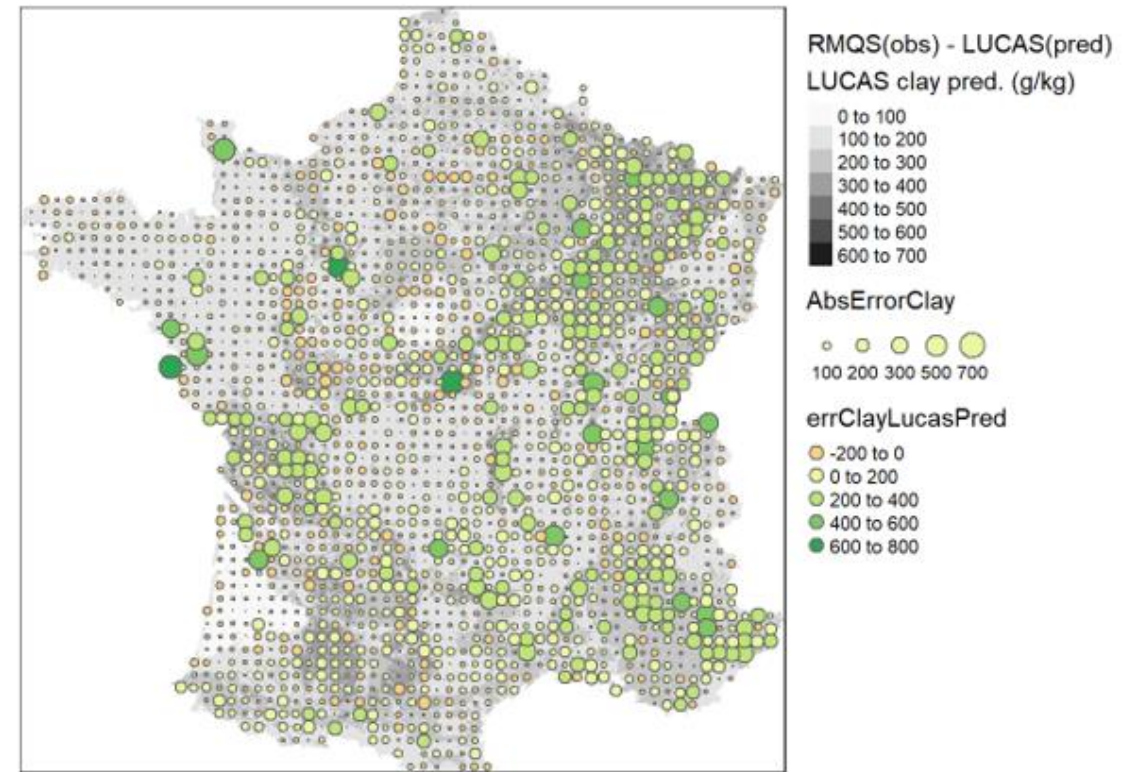 RMQS(obs) - LUCAS(pred)
LUCAS clay pred. (g/kg)
0 to 100
100 to 200
200 to 300
300 to 400
400 to 500
500 to 600
600 to 700
AbsErrorClay
100 200 300 500 700
errClayLucasPred
-200 to 0
0 to 200
200 to 400
400 to 600
600 to 800